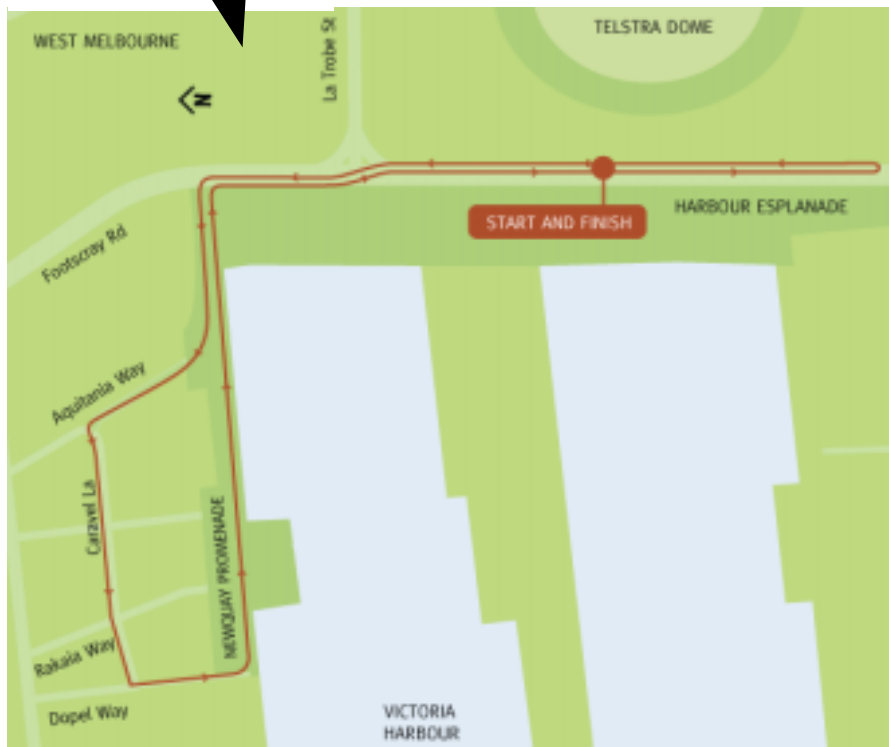 WEST MELBOURNE
La Trobe St
TELSTRA DOME
N
START AND FINISH
HARBOUR ESPLANADE
Footscray Rd
Aquitania Way
Caravel La
NEWQUAY PROMENADE
Rakaia Way
Dopel Way
VICTORIA
HARBOUR